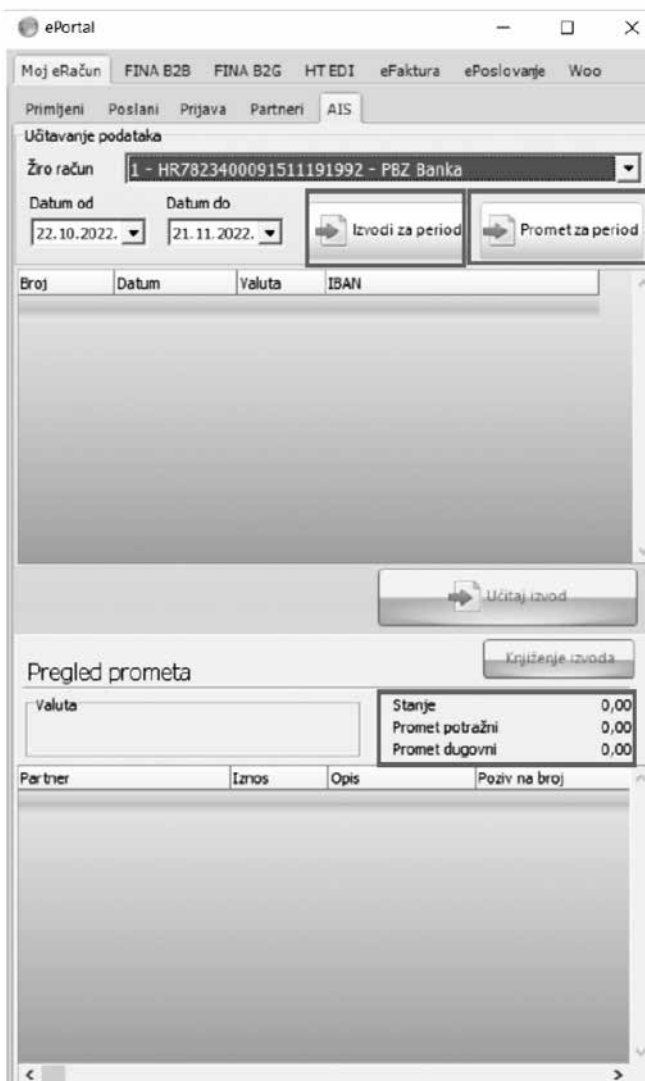 ePortal
Moj eRačun FINA B2B FINA B2G HT EDI eFaktura ePoslovanje Woo
Primljeni Poslani Prijava Partneri AIS
Učitavanje podataka
Žiro račun 1 - HR7823400091511191992 - PBZ Banka
Datum od Datum do
22.10.2022. 21.11.2022. Izvodi za period Promet za period
Broj Datum Valuta IBAN
Učitaj izvod
Knjiženje izvoda
Pregled prometa
Valuta Stanje 0,00
Promet potražni 0,00
Promet dugovni 0,00
Partner Iznos Opis Poziv na broj